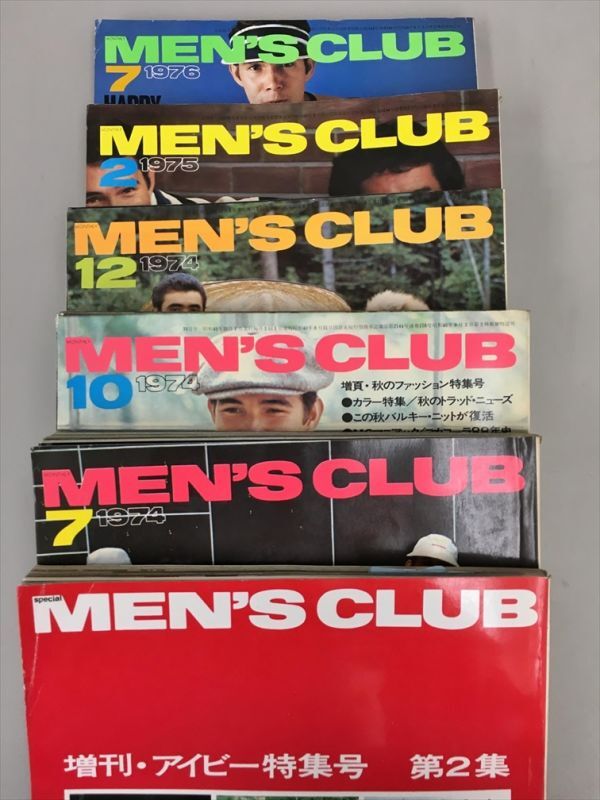 MONTHLY
MEN'S CLUB
7 1976
HAPPY
MEN'S CLUB
2 1975
MONTHLY
MEN'S CLUB
12 1974
MEN'S CLUB
10 1974
増頁・秋のファッション特集号
●カラー特集/秋のトラッド・ニューズ
●この秋バルキー・ニットが復活
MEN'S CLUB
7 1974
special
MEN'S CLUB
増刊・アイビー特集号 第2集